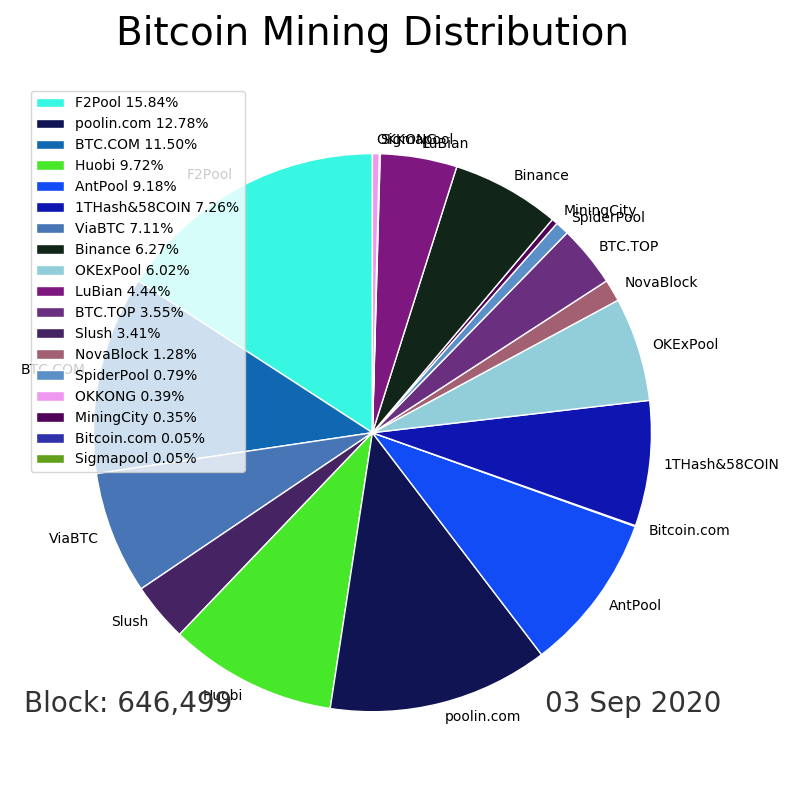 Bitcoin Mining Distribution
F2Pool 15.84%
poolin.com 12.78%
BTC.COM 11.50%
Huobi 9.72%
AntPool 9.18%
1THash&58COIN 7.26%
ViaBTC 7.11%
Binance 6.27%
OKExPool 6.02%
LuBian 4.44%
BTC.TOP 3.55%
Slush 3.41%
NovaBlock 1.28%
SpiderPool 0.79%
OKKONG 0.39%
MiningCity 0.35%
Bitcoin.com 0.05%
Sigmapool 0.05%
OKKONG
Sigmapool
LuBian
F2Pool
Binance
MiningCity
SpiderPool
BTC.TOP
NovaBlock
OKExPool
BTC.COM
1THash&58COIN
Bitcoin.com
ViaBTC
AntPool
Slush
Huobi
poolin.com
Block: 646,499
03 Sep 2020